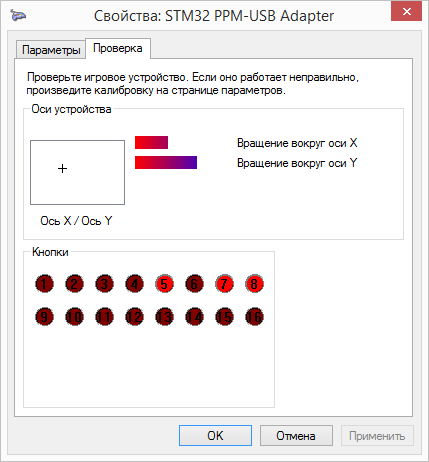 Свойства: STM32 PPM-USB Adapter
Параметры
Проверка
Проверьте игровое устройство. Если оно работает неправильно,
произведите калибровку на странице параметров.
Оси устройства
Вращение вокруг оси X
Вращение вокруг оси Y
Ось X / Ось Y
Кнопки
1 2 3 4 5 6 7 8
9 10 11 12 13 14 15 16
OK
Отмена
Применить